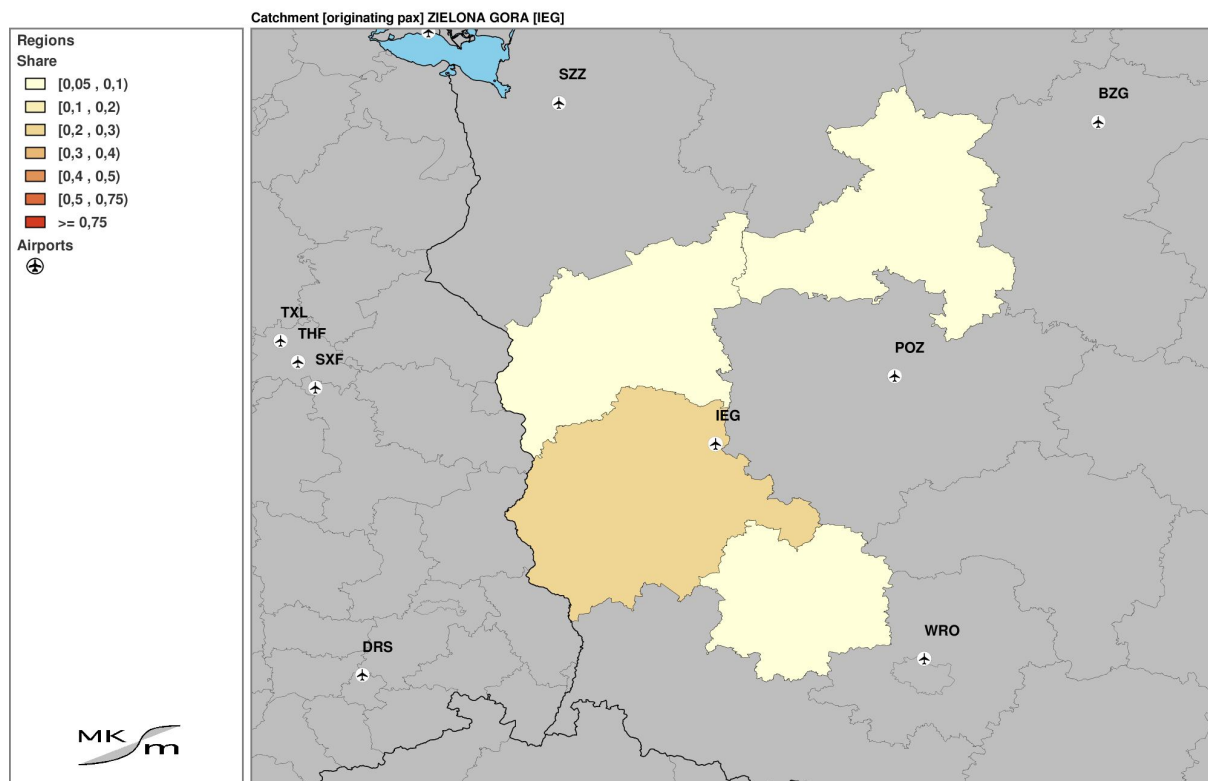 Catchment [originating pax] ZIELONA GORA [IEG]
Regions
Share
[0,05 , 0,1)
[0,1 , 0,2)
[0,2 , 0,3)
[0,3 , 0,4)
[0,4 , 0,5)
[0,5 , 0,75)
>= 0,75
Airports
SZZ
BZG
TXL
THF
SXF
POZ
IEG
WRO
DRS
MK
m